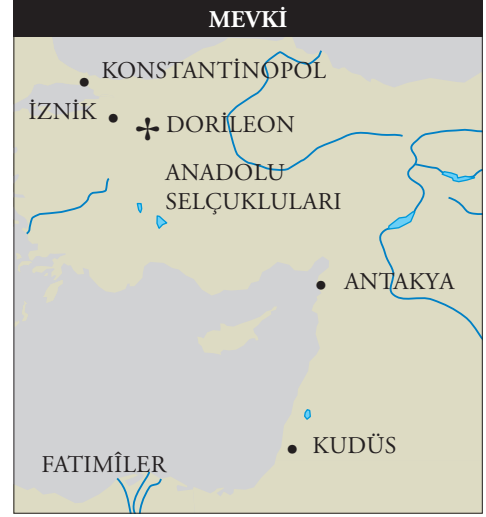 MEVKİ
KONSTANTİNOPOL
İZNİK
DORİLEON
ANADOLU
SELÇUKLULARI
ANTAKYA
KUDÜS
FATIMÎLER